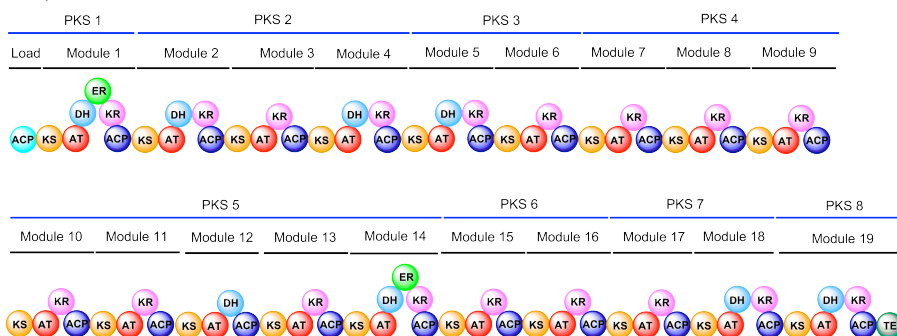 PKS 1 PKS 2 PKS 3 PKS 4
Load Module 1 Module 2 Module 3 Module 4 Module 5 Module 6 Module 7 Module 8 Module 9
ER
DH KR DH KR KR DH KR DH KR KR KR KR KR
ACP KS AT ACP KS AT ACP KS AT ACP KS AT ACP KS AT ACP KS AT ACP KS AT ACP KS AT ACP KS AT ACP
PKS 5 PKS 6 PKS 7 PKS 8
Module 10 Module 11 Module 12 Module 13 Module 14 Module 15 Module 16 Module 17 Module 18 Module 19
ER
KR KR DH KR DH KR KR KR KR DH KR DH KR
KS AT ACP KS AT ACP KS AT ACP KS AT ACP KS AT ACP KS AT ACP KS AT ACP KS AT ACP KS AT ACP KS AT ACP TE